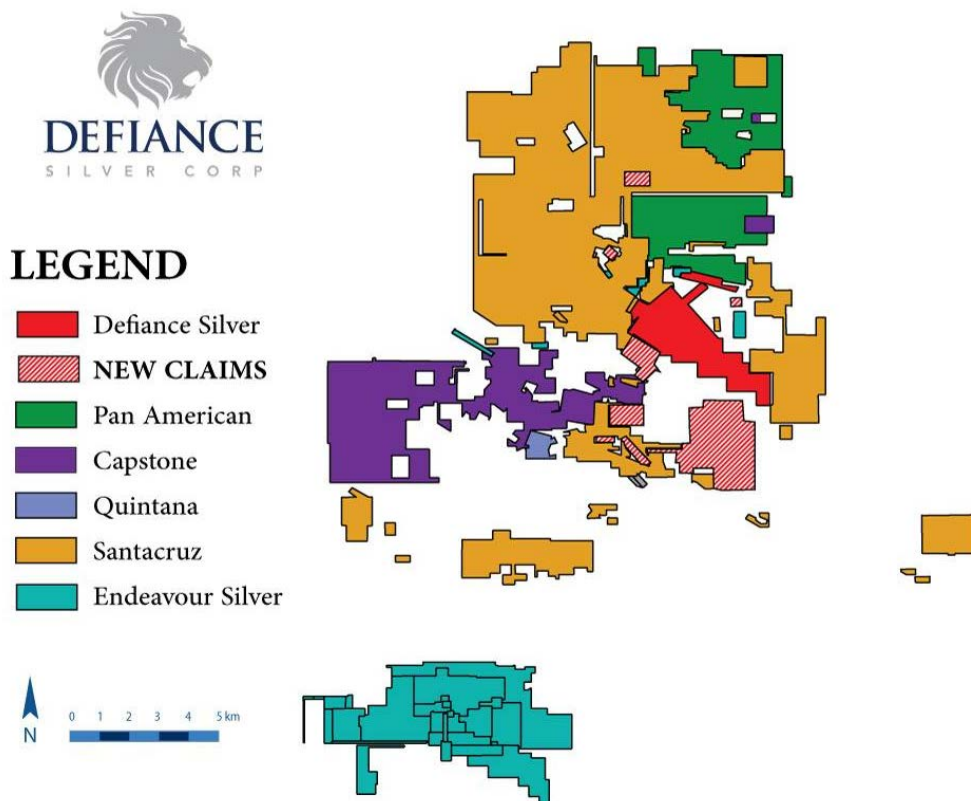 DEFIANCE
SILVER CORP
LEGEND
Defiance Silver
NEW CLAIMS
Pan American
Capstone
Quintana
Santacruz
Endeavour Silver
N
0 1 2 3 4 5 km